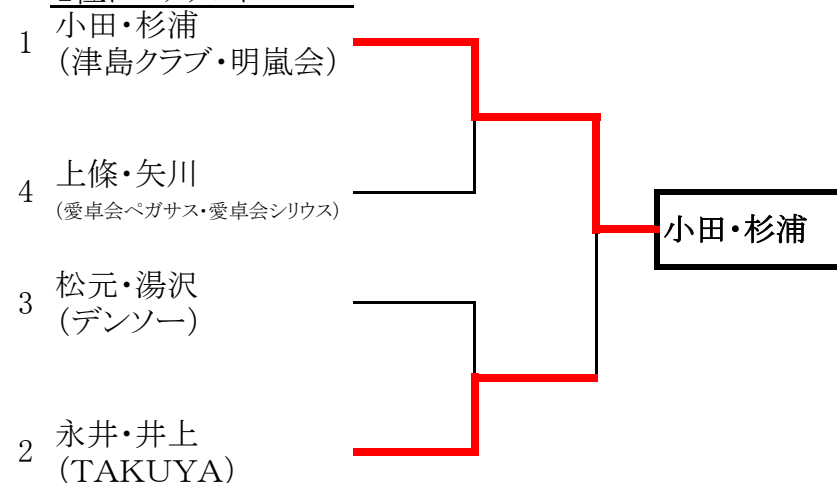 1 小田・杉浦
(津島クラブ・明嵐会)
4 上條・矢川
(愛卓会ペガサス・愛卓会シリウス)
小田・杉浦
3 松元・湯沢
(デンソー)
2 永井・井上
(TAKUYA)